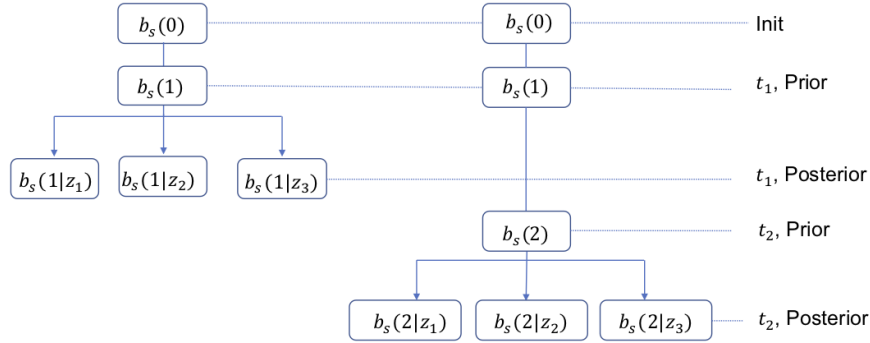 b_s(0) b_s(0) Init
b_s(1) b_s(1) t_1, Prior
b_s(1|z_1) b_s(1|z_2) b_s(1|z_3) t_1, Posterior
b_s(2) t_2, Prior
b_s(2|z_1) b_s(2|z_2) b_s(2|z_3) t_2, Posterior